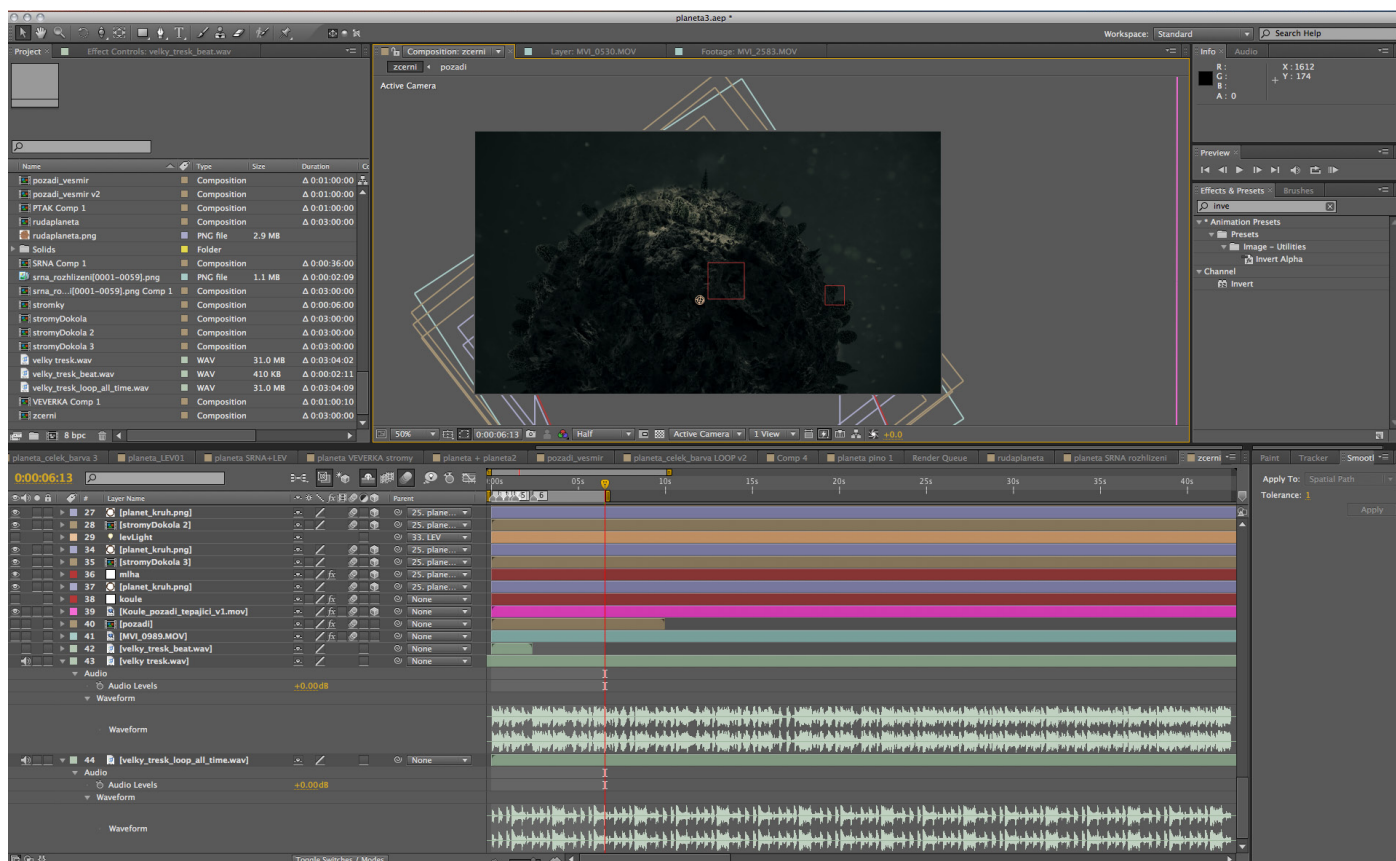 planeta3.aep *
Workspace: Standard
Search Help
Project
Effect Controls: velky_tresk_beat.wav
Composition: zcerni
Layer: MVI_0530.MOV
Footage: MVI_2583.MOV
Info
Audio
zcerni
pozadi
Active Camera
R :
G :
B :
A : 0
X : 1612
Y : 174
Preview
Effects & Presets
Brushes
inve
* Animation Presets
Presets
Image – Utilities
Invert Alpha
Channel
Invert
Name Type Size Duration
pozadi_vesmir Composition Δ 0:01:00:00
pozadi_vesmir v2 Composition Δ 0:01:00:00
PTAK Comp 1 Composition Δ 0:01:00:00
rudaplaneta Composition Δ 0:03:00:00
rudaplaneta.png PNG file 2.9 MB
Solids Folder
SRNA Comp 1 Composition Δ 0:00:36:00
srna_rozhlizeni[0001-0059].png PNG file 1.1 MB Δ 0:00:02:09
srna_ro...i[0001-0059].png Comp 1 Composition Δ 0:03:00:00
stromky Composition Δ 0:00:06:00
stromyDokola Composition Δ 0:03:00:00
stromyDokola 2 Composition Δ 0:03:00:00
stromyDokola 3 Composition Δ 0:03:00:00
velky tresk.wav WAV 31.0 MB Δ 0:03:04:02
velky_tresk_beat.wav WAV 410 KB Δ 0:00:02:11
velky_tresk_loop_all_time.wav WAV 31.0 MB Δ 0:03:04:09
VEVERKA Comp 1 Composition Δ 0:01:00:10
zcerni Composition Δ 0:03:00:00
8 bpc
50% 0:00:06:13 Half Active Camera 1 View +0.0
planeta_celek_barva 3
planeta_LEV01
planeta SRNA+LEV
planeta VEVERKA stromy
planeta + planeta2
pozadi_vesmir
planeta_celek_barva LOOP v2
Comp 4
planeta pino 1
Render Queue
rudaplaneta
planeta SRNA rozhlizeni
zcerni
Paint
Tracker
Smoot
0:00:06:13
05s 10s 15s 20s 25s 30s 35s 40s
Apply To: Spatial Path
Tolerance: 1
Apply
# Layer Name Parent
5 6
27 [planet_kruh.png] 25. plane...
28 [stromyDokola 2] 25. plane...
29 levLight 33. LEV
34 [planet_kruh.png] 25. plane...
35 [stromyDokola 3] 25. plane...
36 mlha 25. plane...
37 [planet_kruh.png] 25. plane...
38 koule None
39 [Koule_pozadi_tepajici_v1.mov] None
40 [pozadi] None
41 [MVI_0989.MOV] None
42 [velky_tresk_beat.wav] None
43 [velky tresk.wav] None
Audio
Audio Levels +0.00dB
Waveform
Waveform
44 [velky_tresk_loop_all_time.wav] None
Audio
Audio Levels +0.00dB
Waveform
Waveform
Toggle Switches / Modes